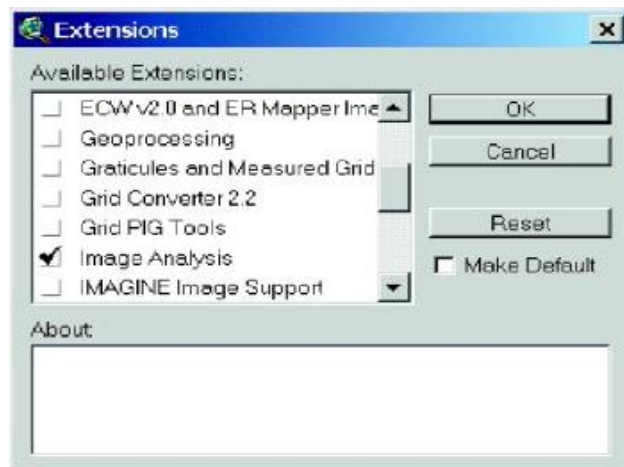 Extensions
Available Extensions:
ECW v2.0 and ER Mapper Ima
Geoprocessing
Graticules and Measured Grid
Grid Converter 2.2
Grid PIG Tools
Image Analysis
IMAGINE Image Support
OK
Cancel
Reset
Make Default
About: